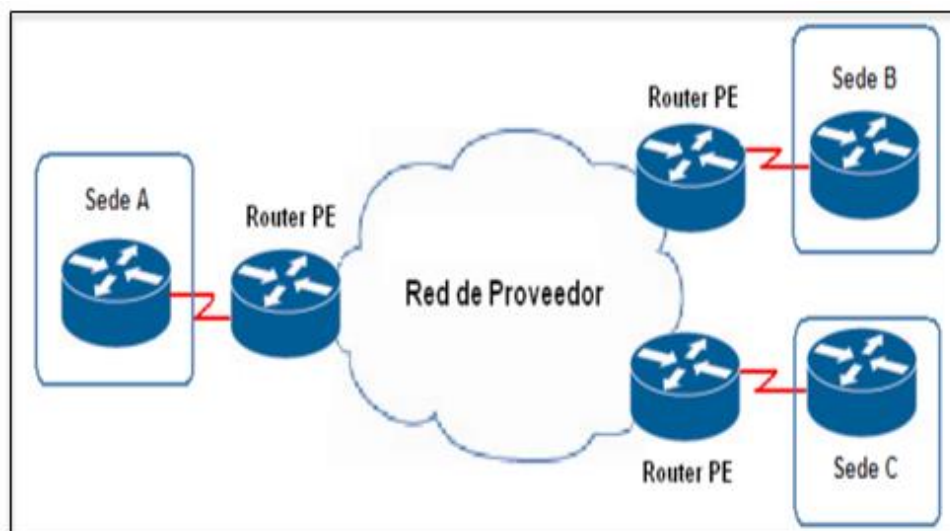 Sede B
Router PE
Sede A
Router PE
Red de Proveedor
Router PE
Sede C